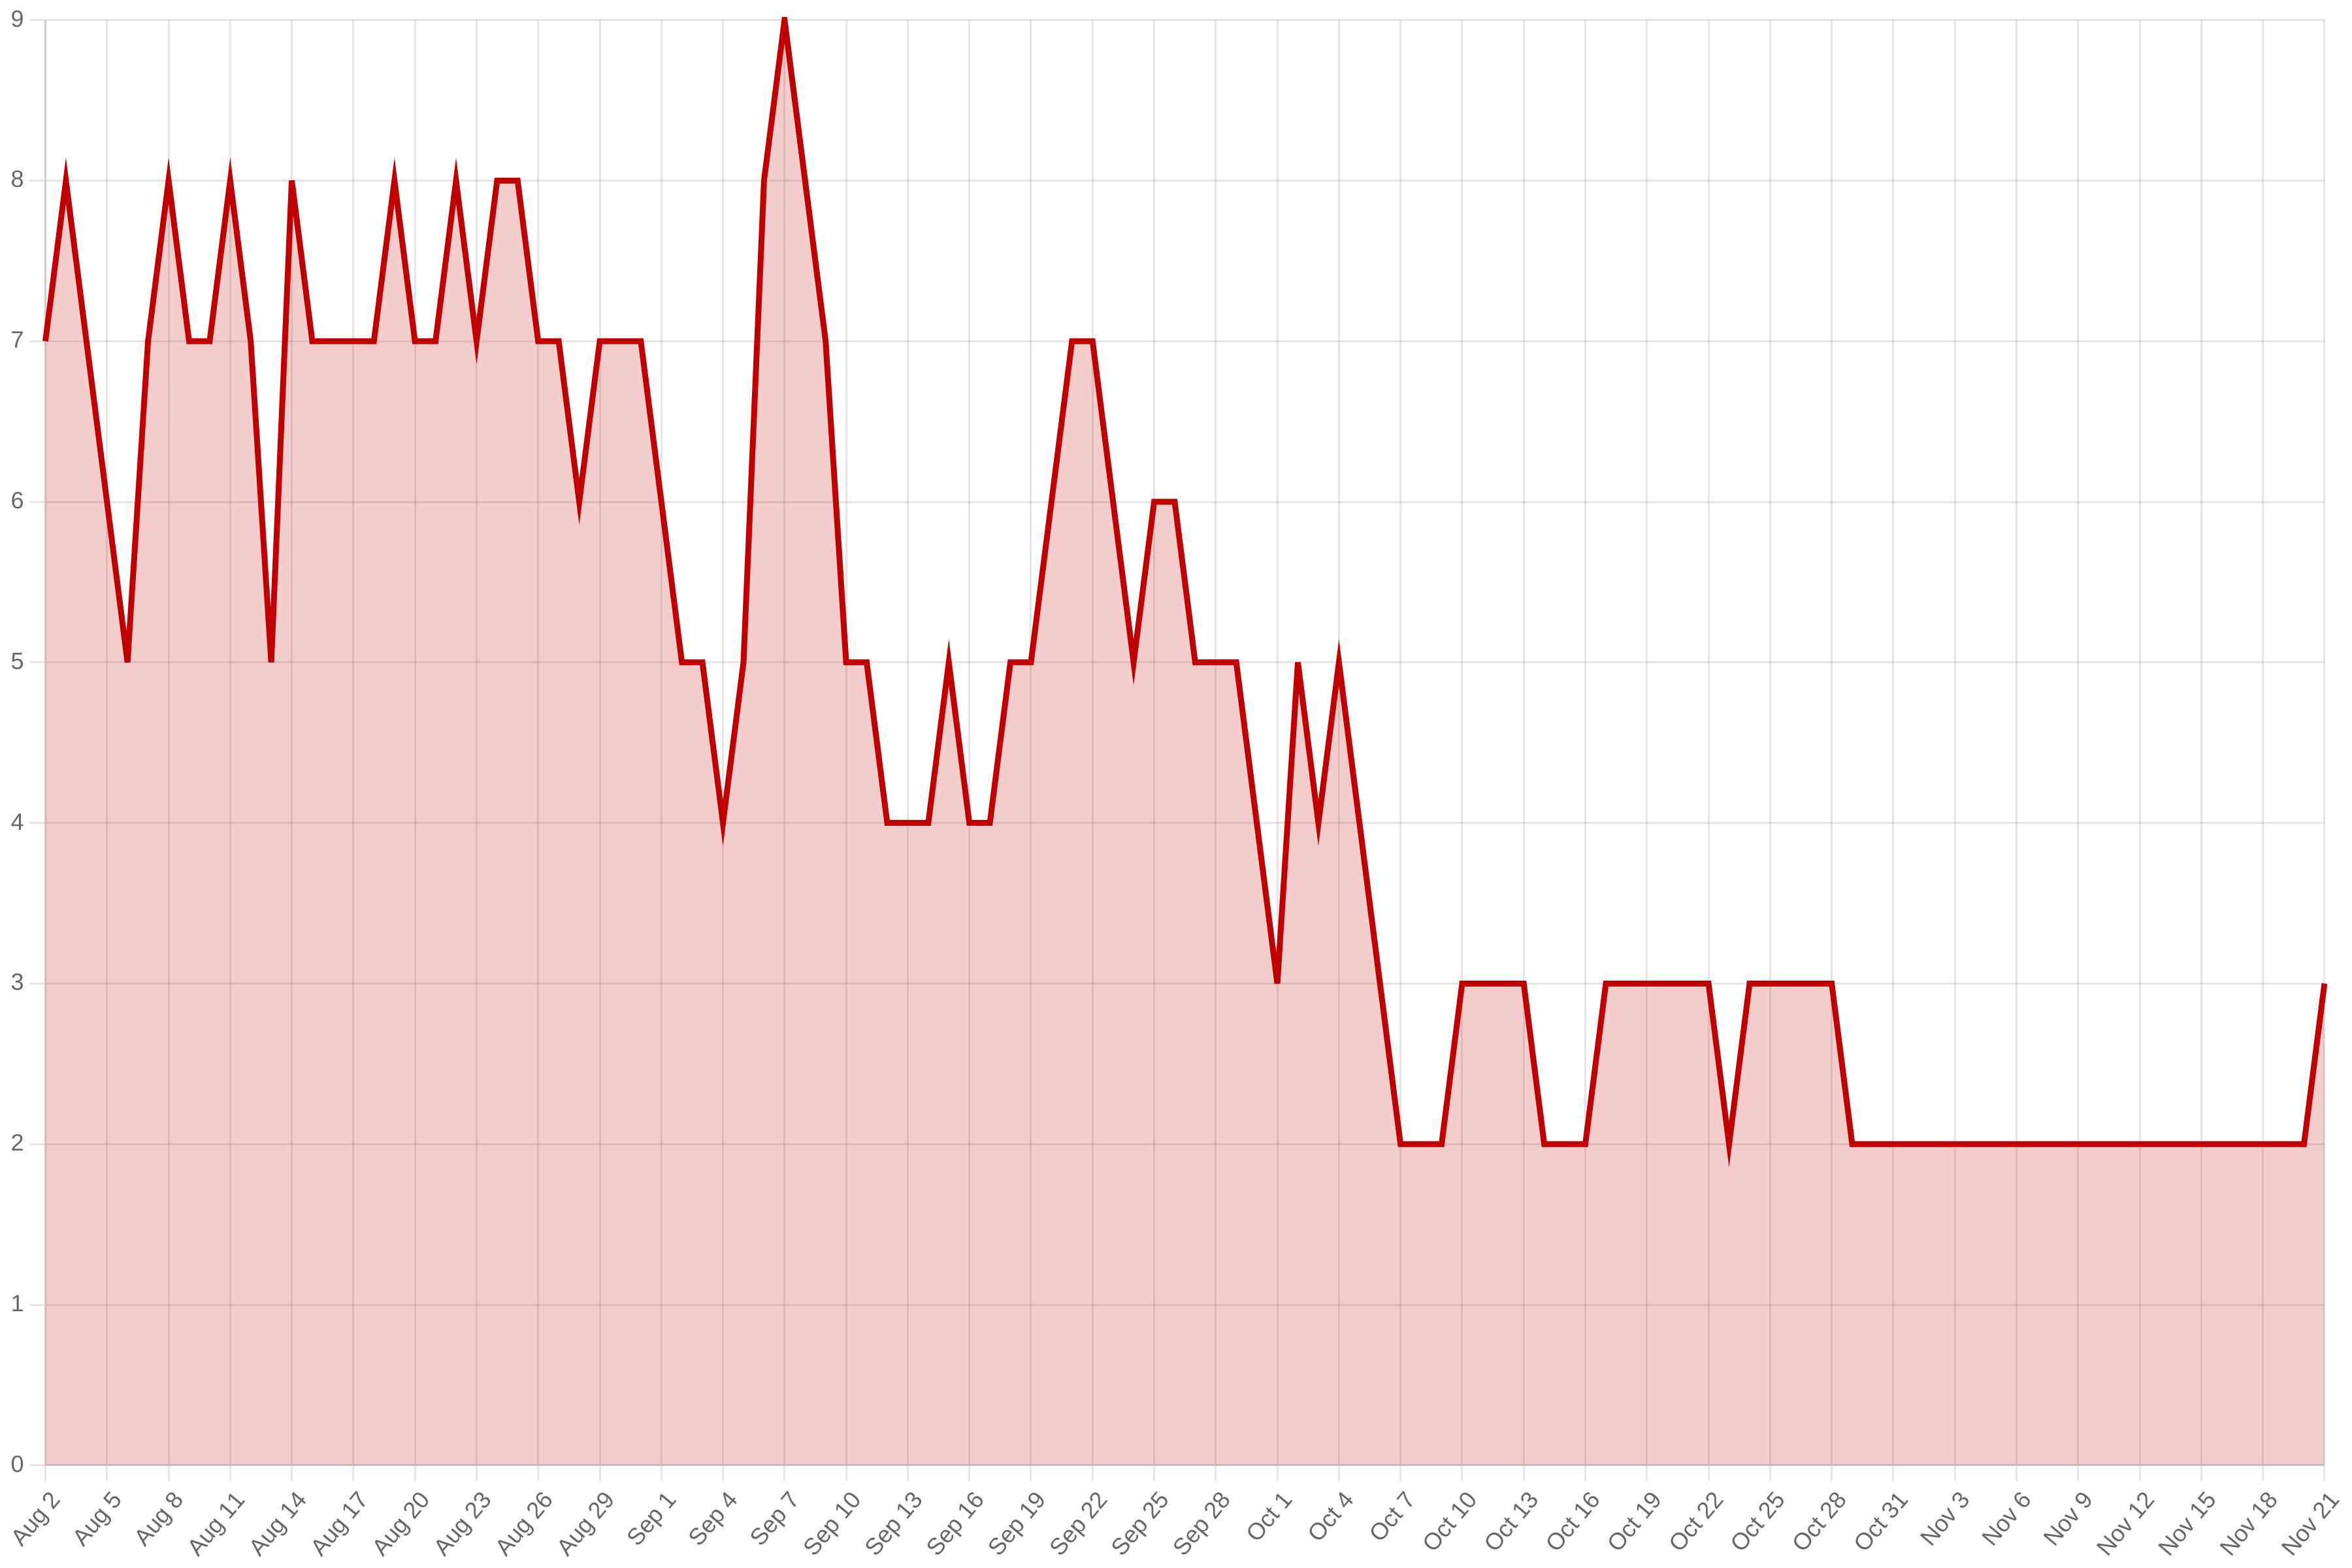 9
8
7
6
5
4
3
2
1
0
Aug 2
Aug 5
Aug 8
Aug 11
Aug 14
Aug 17
Aug 20
Aug 23
Aug 26
Aug 29
Sep 1
Sep 4
Sep 7
Sep 10
Sep 13
Sep 16
Sep 19
Sep 22
Sep 25
Sep 28
Oct 1
Oct 4
Oct 7
Oct 10
Oct 13
Oct 16
Oct 19
Oct 22
Oct 25
Oct 28
Oct 31
Nov 3
Nov 6
Nov 9
Nov 12
Nov 15
Nov 18
Nov 21